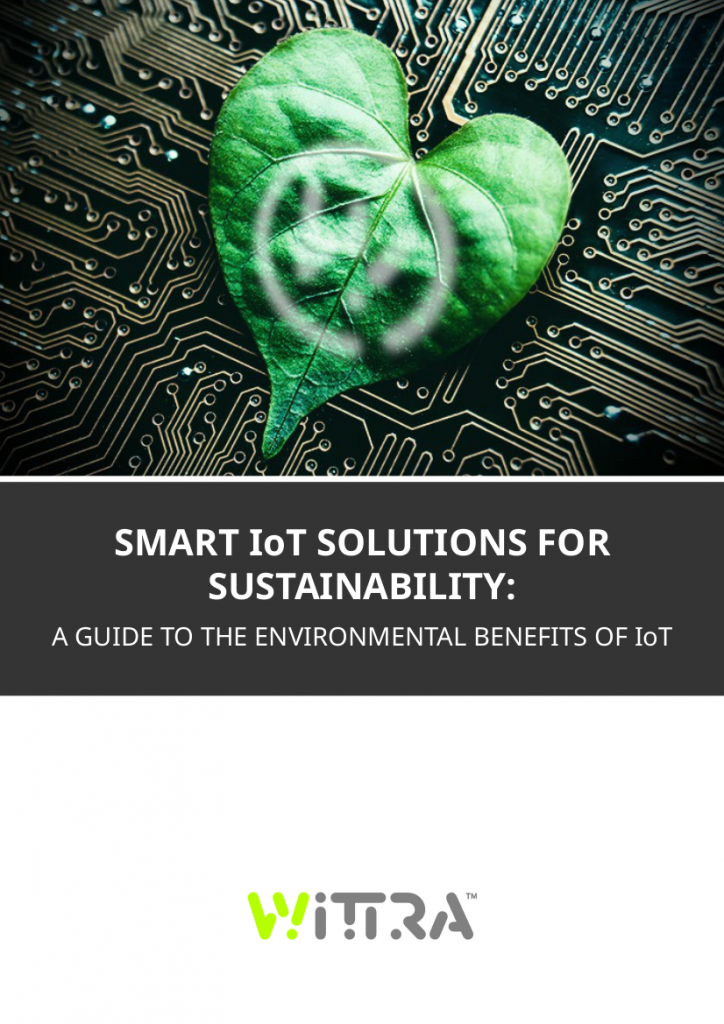 SMART IoT SOLUTIONS FOR
SUSTAINABILITY:
A GUIDE TO THE ENVIRONMENTAL BENEFITS OF IoT
WiTTRA™